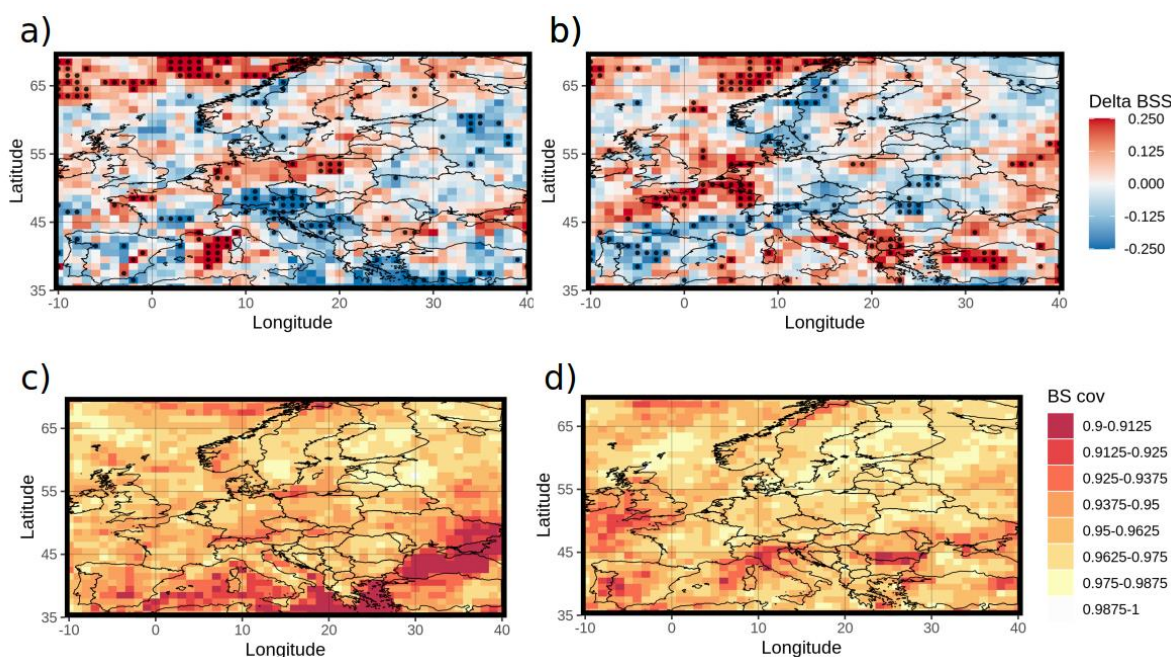 a)
b)
Latitude
65
55
45
35
-10 0 10 20 30 40
Longitude
Latitude
65
55
45
35
-10 0 10 20 30 40
Longitude
Delta BSS
0.250
0.125
0.000
-0.125
-0.250
c)
d)
Latitude
65
55
45
35
-10 0 10 20 30 40
Longitude
Latitude
65
55
45
35
-10 0 10 20 30 40
Longitude
BS cov
0.9-0.9125
0.9125-0.925
0.925-0.9375
0.9375-0.95
0.95-0.9625
0.9625-0.975
0.975-0.9875
0.9875-1